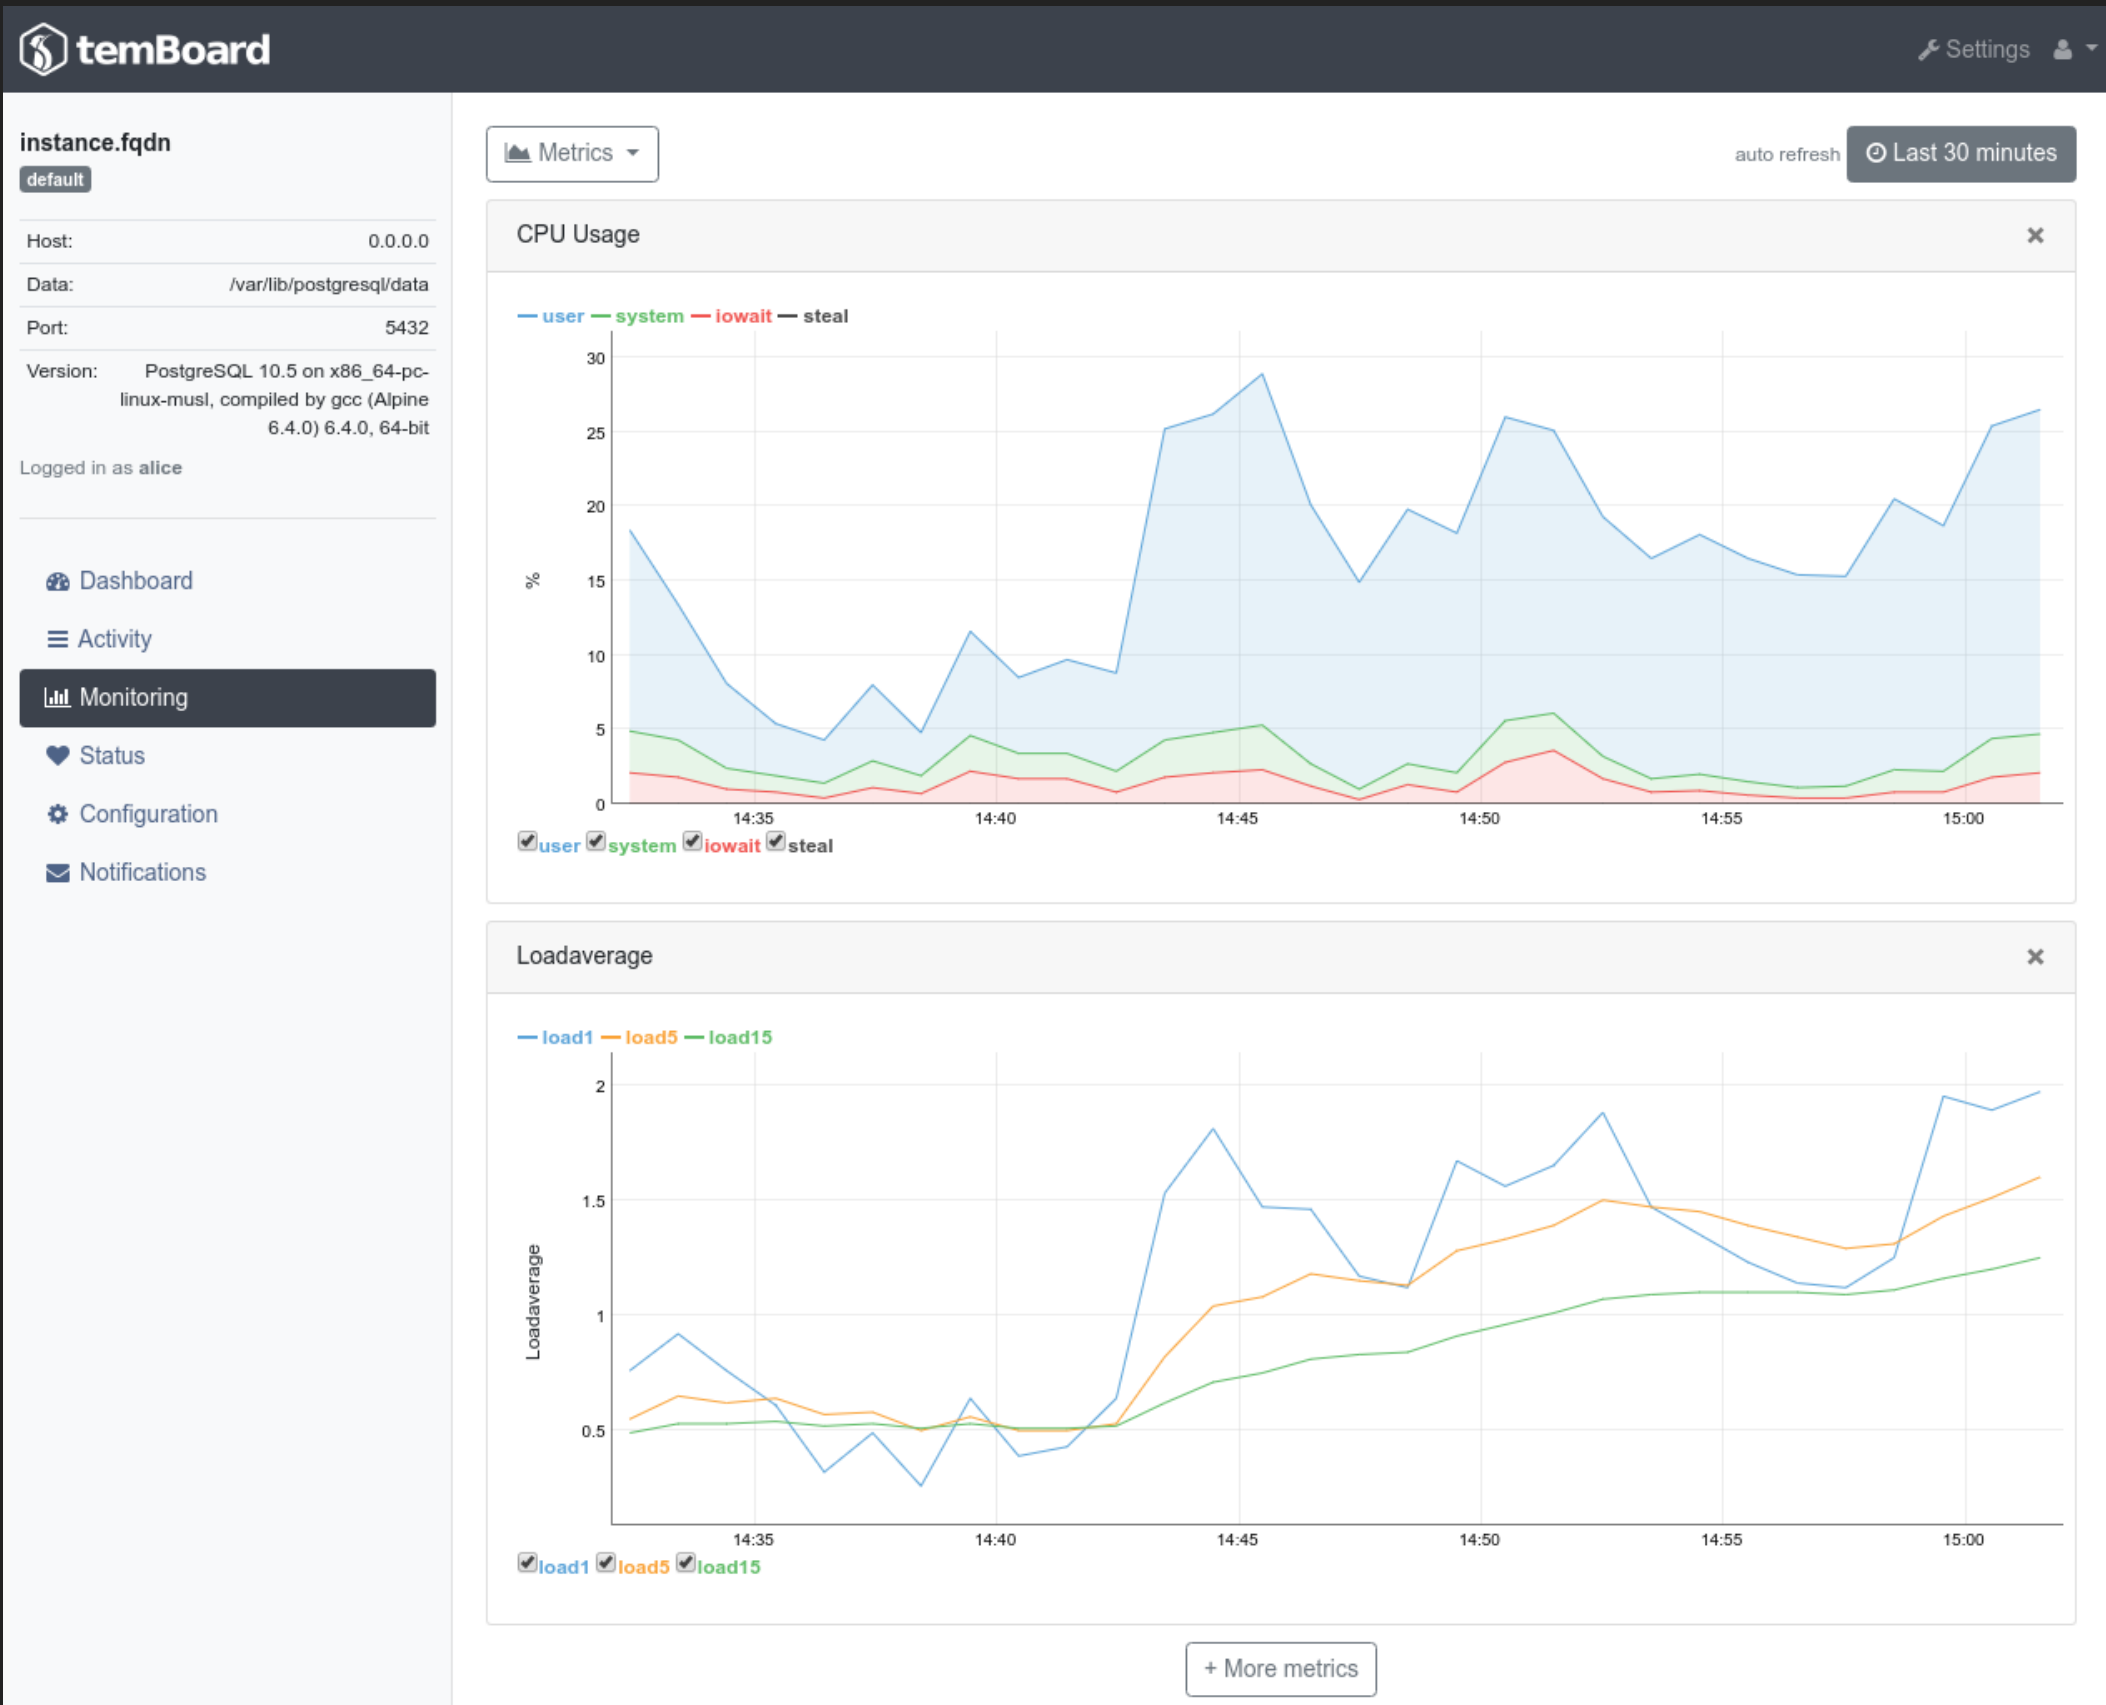 temBoard
Settings
instance.fqdn
default
Host: 0.0.0.0
Data: /var/lib/postgresql/data
Port: 5432
Version: PostgreSQL 10.5 on x86_64-pc-
linux-musl, compiled by gcc (Alpine
6.4.0) 6.4.0, 64-bit
Logged in as alice
Dashboard
Activity
Monitoring
Status
Configuration
Notifications
Metrics
auto refresh Last 30 minutes
CPU Usage
user system iowait steal
30
25
20
15
10
5
0
%
14:35 14:40 14:45 14:50 14:55 15:00
user system iowait steal
Loadaverage
load1 load5 load15
2
1.5
1
0.5
Loadaverage
14:35 14:40 14:45 14:50 14:55 15:00
load1 load5 load15
+ More metrics